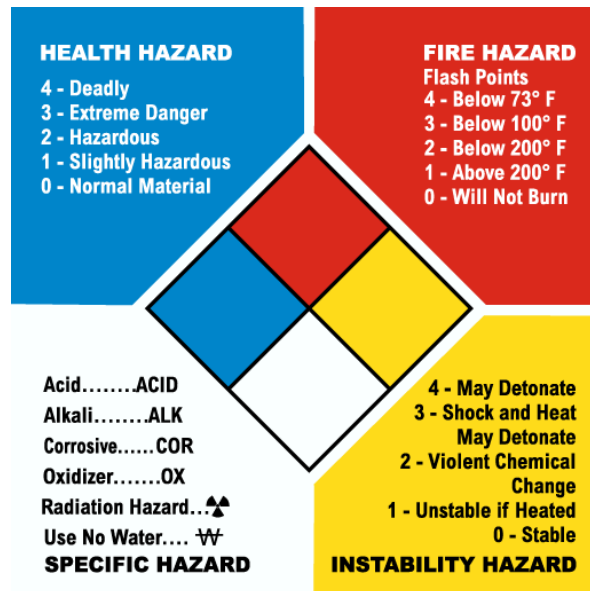 HEALTH HAZARD
4 - Deadly
3 - Extreme Danger
2 - Hazardous
1 - Slightly Hazardous
0 - Normal Material
FIRE HAZARD
Flash Points
4 - Below 73° F
3 - Below 100° F
2 - Below 200° F
1 - Above 200° F
0 - Will Not Burn
Acid........ACID
Alkali........ALK
Corrosive......COR
Oxidizer.......OX
Radiation Hazard...☢
Use No Water.... W̶
SPECIFIC HAZARD
4 - May Detonate
3 - Shock and Heat
May Detonate
2 - Violent Chemical
Change
1 - Unstable if Heated
0 - Stable
INSTABILITY HAZARD